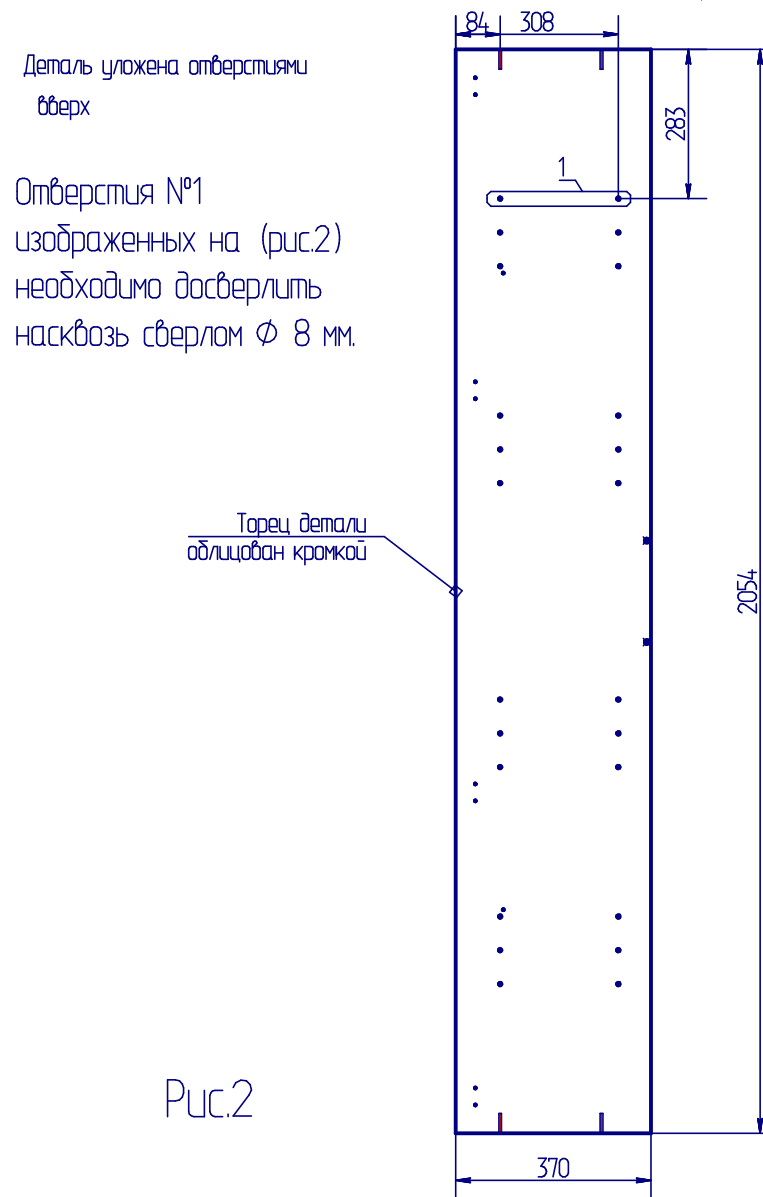 84 308
Деталь уложена отверстиями
вверх
283
1
Отверстия №1
изображенных на (рис.2)
необходимо досверлить
насквозь сверлом Ф 8 мм.
Торец детали
облицован кромкой
2054
Рис.2
370